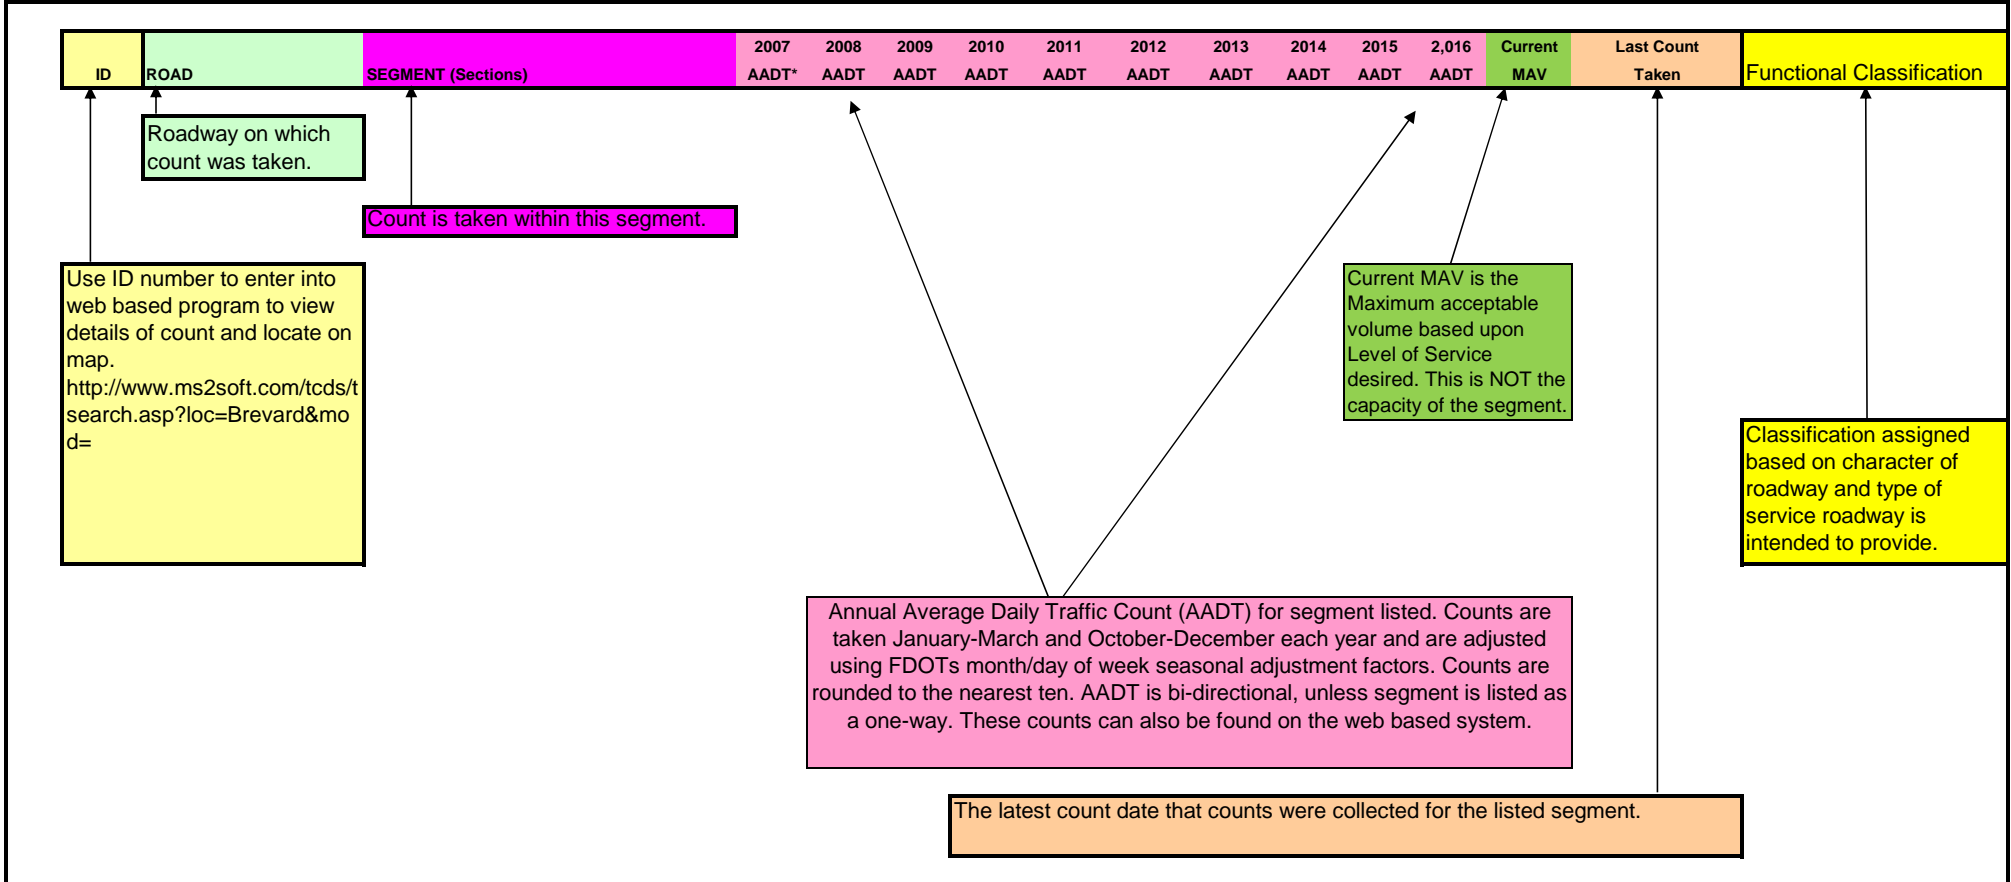 2007 2008 2009 2010 2011 2012 2013 2014 2015 2,016 Current Last Count
ID ROAD SEGMENT (Sections) AADT* AADT AADT AADT AADT AADT AADT AADT AADT AADT MAV Taken Functional Classification
Roadway on which
count was taken.
Count is taken within this segment.
Use ID number to enter into
web based program to view
details of count and locate on
map.
http://www.ms2soft.com/tcds/t
search.asp?loc=Brevard&mo
d=
Current MAV is the
Maximum acceptable
volume based upon
Level of Service
desired. This is NOT the
capacity of the segment.
Classification assigned
based on character of
roadway and type of
service roadway is
intended to provide.
Annual Average Daily Traffic Count (AADT) for segment listed. Counts are
taken January-March and October-December each year and are adjusted
using FDOTs month/day of week seasonal adjustment factors. Counts are
rounded to the nearest ten. AADT is bi-directional, unless segment is listed as
a one-way. These counts can also be found on the web based system.
The latest count date that counts were collected for the listed segment.